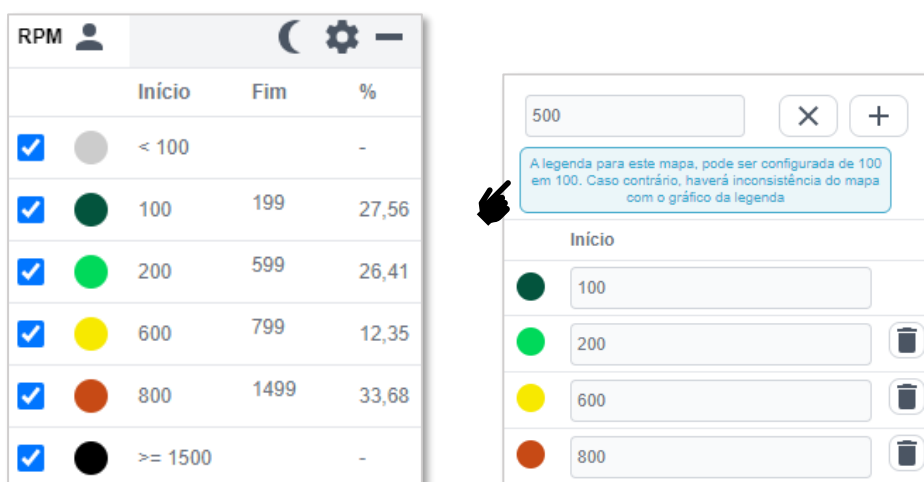 RPM
Início Fim %
< 100 -
100 199 27,56
200 599 26,41
600 799 12,35
800 1499 33,68
>= 1500 -
500
A legenda para este mapa, pode ser configurada de 100
em 100. Caso contrário, haverá inconsistência do mapa
com o gráfico da legenda
Início
100
200
600
800